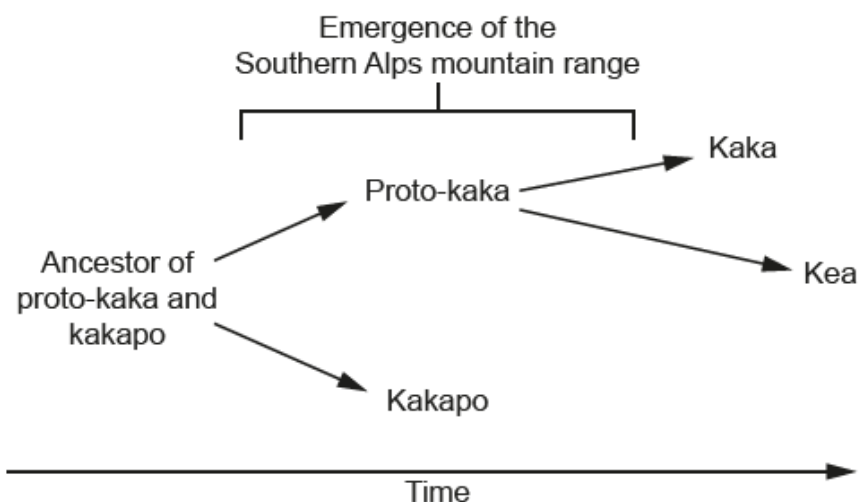 Emergence of the
Southern Alps mountain range
Kaka
Proto-kaka
Ancestor of
proto-kaka and
kakapo
Kea
Kakapo
Time